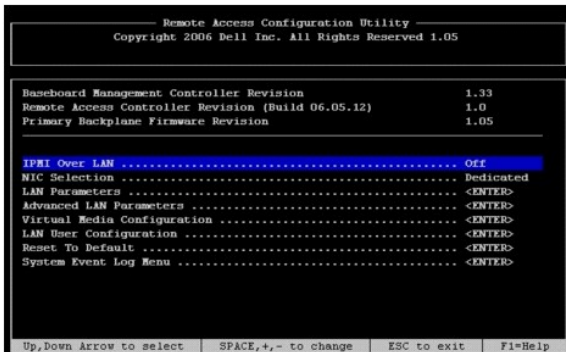 Remote Access Configuration Utility
Copyright 2006 Dell Inc. All Rights Reserved 1.05
Baseboard Management Controller Revision 1.33
Remote Access Controller Revision (Build 06.05.12) 1.0
Primary Backplane Firmware Revision 1.05
IPMI Over LAN ................................................ Off
NIC Selection ................................................ Dedicated
LAN Parameters ............................................... <ENTER>
Advanced LAN Parameters ...................................... <ENTER>
Virtual Media Configuration .................................. <ENTER>
LAN User Configuration ....................................... <ENTER>
Reset To Default ............................................. <ENTER>
System Event Log Menu ........................................ <ENTER>
Up,Down Arrow to select SPACE,+,- to change ESC to exit F1=Help